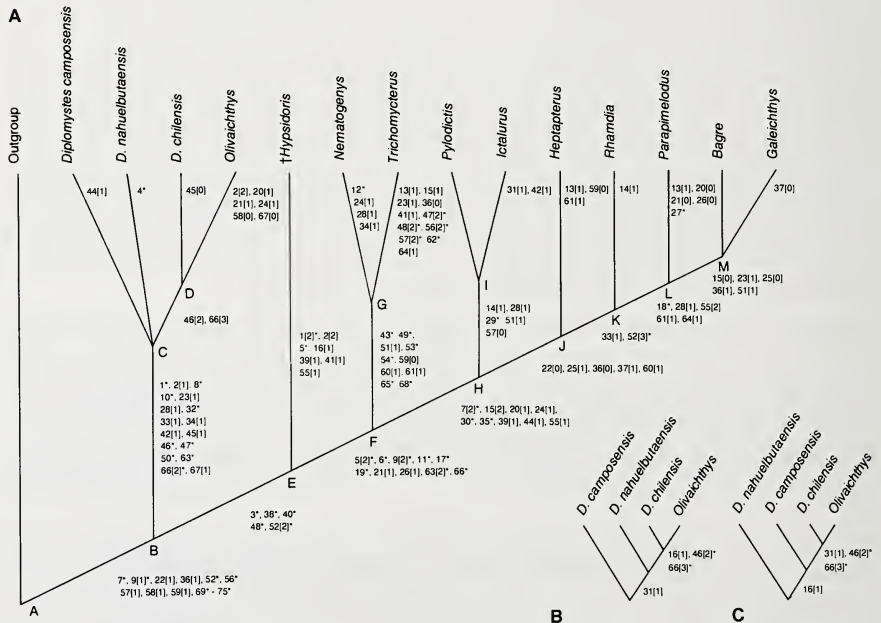 A
Outgroup
Diplomystes camposensis
D. nahuelbutaensis
D. chilensis
Olivaichthys
†Hypsidoris
Nematogenys
Trichomycterus
Pylodictis
Ictalurus
Heptapterus
Rhamdia
Parapimelodus
Bagre
Galeichthys
44[1]
4*
45[0]
2[2], 20[1]
21[1], 24[1]
58[0], 67[0]
12*
24[1]
28[1]
34[1]
13[1], 15[1]
23[1], 36[0]
41[1], 47[2]*
48[2]*, 56[2]*
57[2]* 62*
64[1]
31[1], 42[1]
13[1], 59[0]
61[1]
14[1]
13[1], 20[0]
21[0], 26[0]
27*
37[0]
M
15[0], 23[1], 25[0]
36[1], 51[1]
D
46[2], 66[3]
I
14[1], 28[1]
29* 51[1]
57[0]
L
18*, 28[1], 55[2]
61[1], 64[1]
G
43* 49*,
51[1], 53*
54* 59[0]
60[1], 61[1]
65* 68*
K
33[1], 52[3]*
J
22[0], 25[1], 36[0], 37[1], 60[1]
C
1*, 2[1], 8*
10*, 23[1]
28[1], 32*
33[1], 34[1]
42[1], 45[1]
46*, 47*
50*, 63*
66[2]*, 67[1]
1[2]*, 2[2]
5* 16[1]
39[1], 41[1]
55[1]
H
7[2]*, 15[2], 20[1], 24[1],
30*, 35*, 39[1], 44[1], 55[1]
F
5[2]*, 6*, 9[2]*, 11*, 17*
19*, 21[1], 26[1], 63[2]*, 66*
E
3*, 38*, 40*
48*, 52[2]*
B
7*, 9[1]*, 22[1], 36[1], 52*, 56*
57[1], 58[1], 59[1], 69* - 75*
A
D. camposensis
D. nahuelbutaensis
D. chilensis
Olivaichthys
16[1], 46[2]*
66[3]*
31[1]
B
D. nahuelbutaensis
D. camposensis
D. chilensis
Olivaichthys
31[1], 46[2]*
66[3]*
16[1]
C